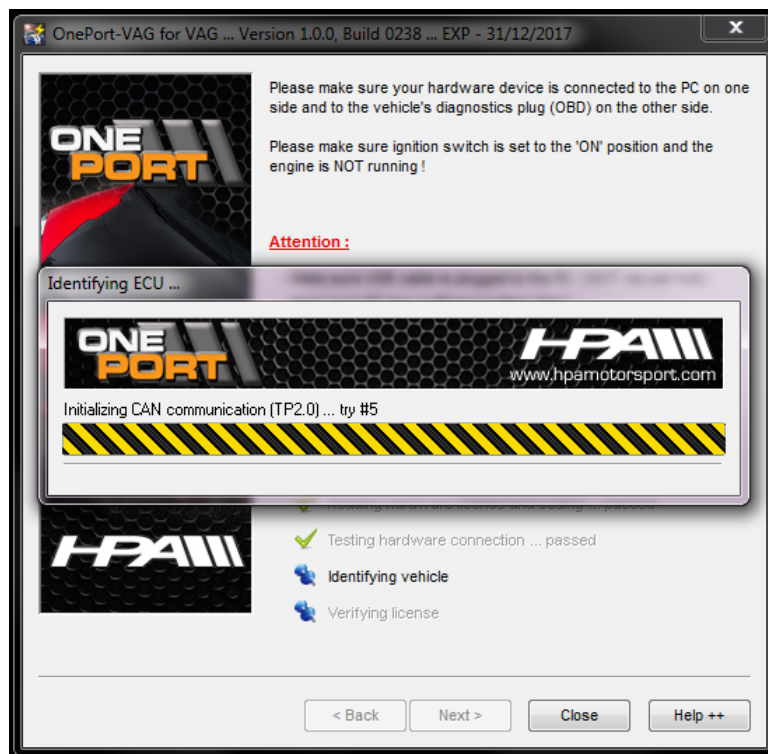 OnePort-VAG for VAG ... Version 1.0.0, Build 0238 ... EXP - 31/12/2017
x
ONE
PORT
Please make sure your hardware device is connected to the PC on one
side and to the vehicle's diagnostics plug (OBD) on the other side.
Please make sure ignition switch is set to the 'ON' position and the
engine is NOT running !
Attention :
Identifying ECU ...
ONE
PORT
HPA
www.hpamotorsport.com
Initializing CAN communication (TP2.0) ... try #5
HPA
Testing hardware connection ... passed
Identifying vehicle
Verifying license
< Back
Next >
Close
Help ++